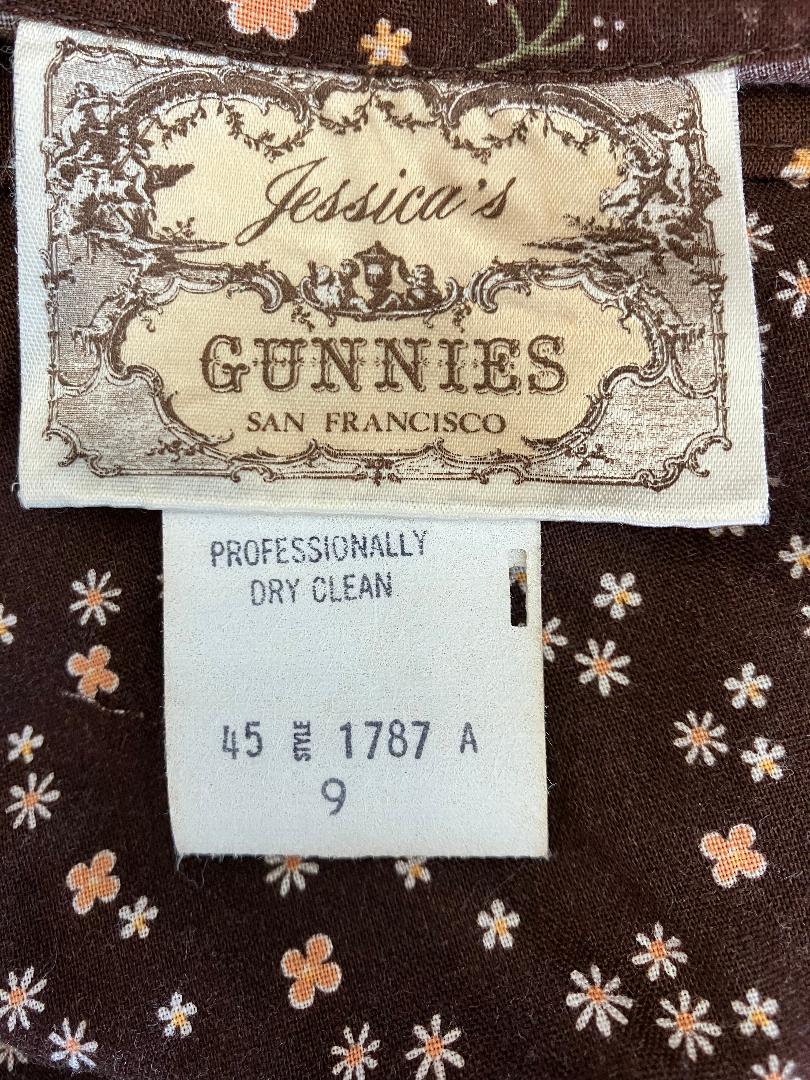 Jessica's
GUNNIES
SAN FRANCISCO
PROFESSIONALLY
DRY CLEAN
45 STYLE 1787 A
9